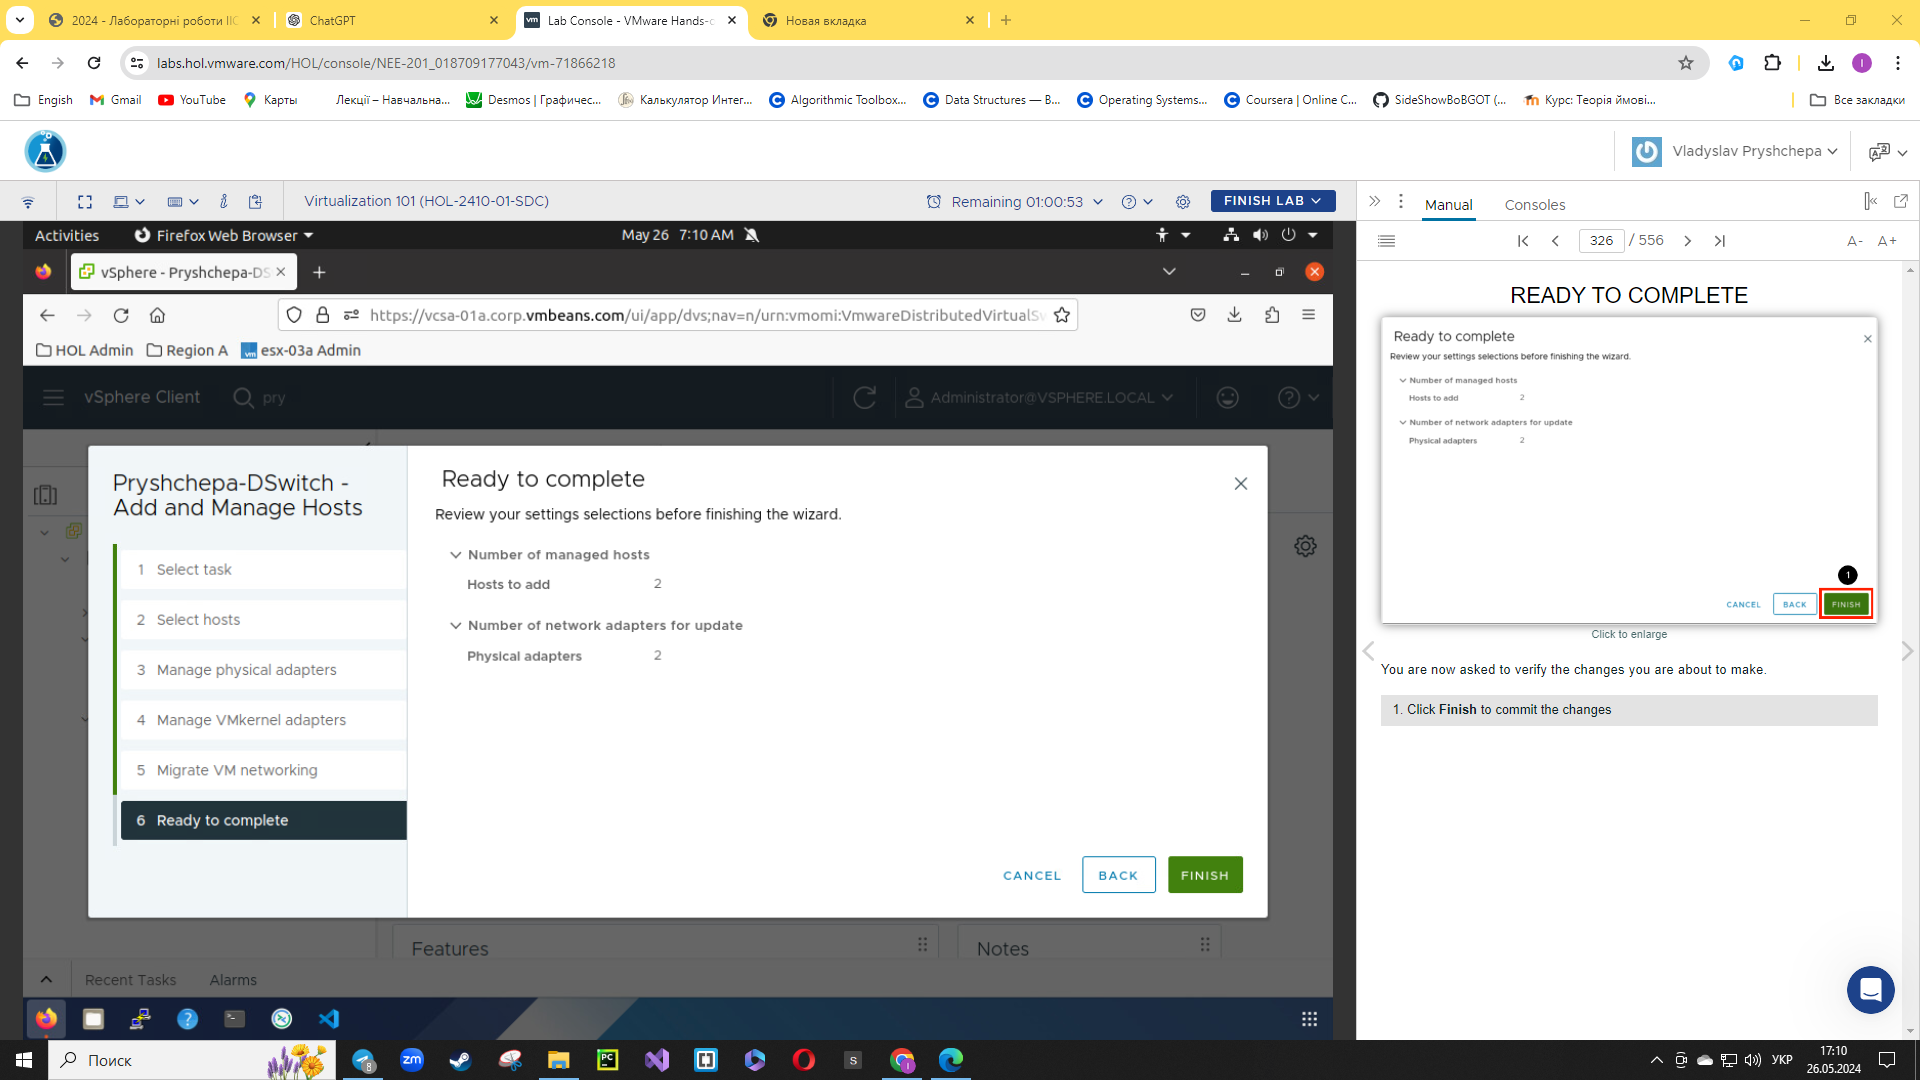 2024 - Лабораторні роботи ІІС
ChatGPT
Lab Console - VMware Hands-o
Новая вкладка
labs.hol.vmware.com/HOL/console/NEE-201_018709177043/vm-71866218
Engish
Gmail
YouTube
Карты
Лекції – Навчальна...
Desmos | Графичес...
Калькулятор Интег...
Algorithmic Toolbox...
Data Structures — В...
Operating Systems...
Coursera | Online C...
SideShowBoBGOT (...
Курс: Теорія ймові...
Все закладки
Vladyslav Pryshchepa
Virtualization 101 (HOL-2410-01-SDC)
Remaining 01:00:53
FINISH LAB
Manual
Consoles
Activities
Firefox Web Browser
May 26 7:10 AM
326 / 556
A- A+
vSphere - Pryshchepa-DS
https://vcsa-01a.corp.vmbeans.com/ui/app/dvs;nav=n/urn:vmomi:VmwareDistributedVirtualSw
HOL Admin
Region A
esx-03a Admin
vSphere Client
pry
Administrator@VSPHERE.LOCAL
Pryshchepa-DSwitch -
Add and Manage Hosts
1 Select task
2 Select hosts
3 Manage physical adapters
4 Manage VMkernel adapters
5 Migrate VM networking
6 Ready to complete
Ready to complete
Review your settings selections before finishing the wizard.
Number of managed hosts
Hosts to add 2
Number of network adapters for update
Physical adapters 2
CANCEL
BACK
FINISH
Features
Notes
Recent Tasks
Alarms
READY TO COMPLETE
Ready to complete
Review your settings selections before finishing the wizard.
Number of managed hosts
Hosts to add 2
Number of network adapters for update
Physical adapters 2
1
CANCEL
BACK
FINISH
Click to enlarge
You are now asked to verify the changes you are about to make.
1. Click Finish to commit the changes
Поиск
УКР
17:10
26.05.2024